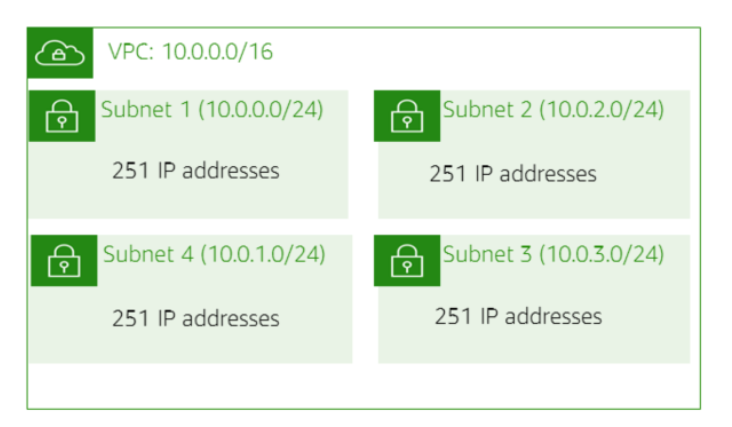 VPC: 10.0.0.0/16
Subnet 1 (10.0.0.0/24)
251 IP addresses
Subnet 2 (10.0.2.0/24)
251 IP addresses
Subnet 4 (10.0.1.0/24)
251 IP addresses
Subnet 3 (10.0.3.0/24)
251 IP addresses